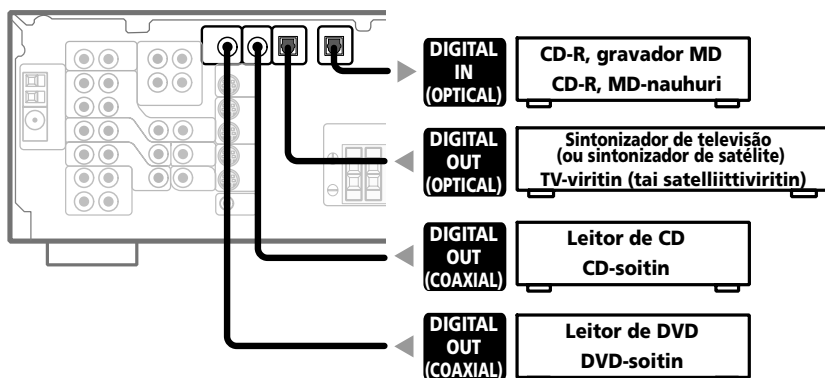 DIGITAL
IN
(OPTICAL)
CD-R, gravador MD
CD-R, MD-nauhuri
DIGITAL
OUT
(OPTICAL)
Sintonizador de televisão
(ou sintonizador de satélite)
TV-viritin (tai satelliittiviritin)
DIGITAL
OUT
(COAXIAL)
Leitor de CD
CD-soitin
DIGITAL
OUT
(COAXIAL)
Leitor de DVD
DVD-soitin